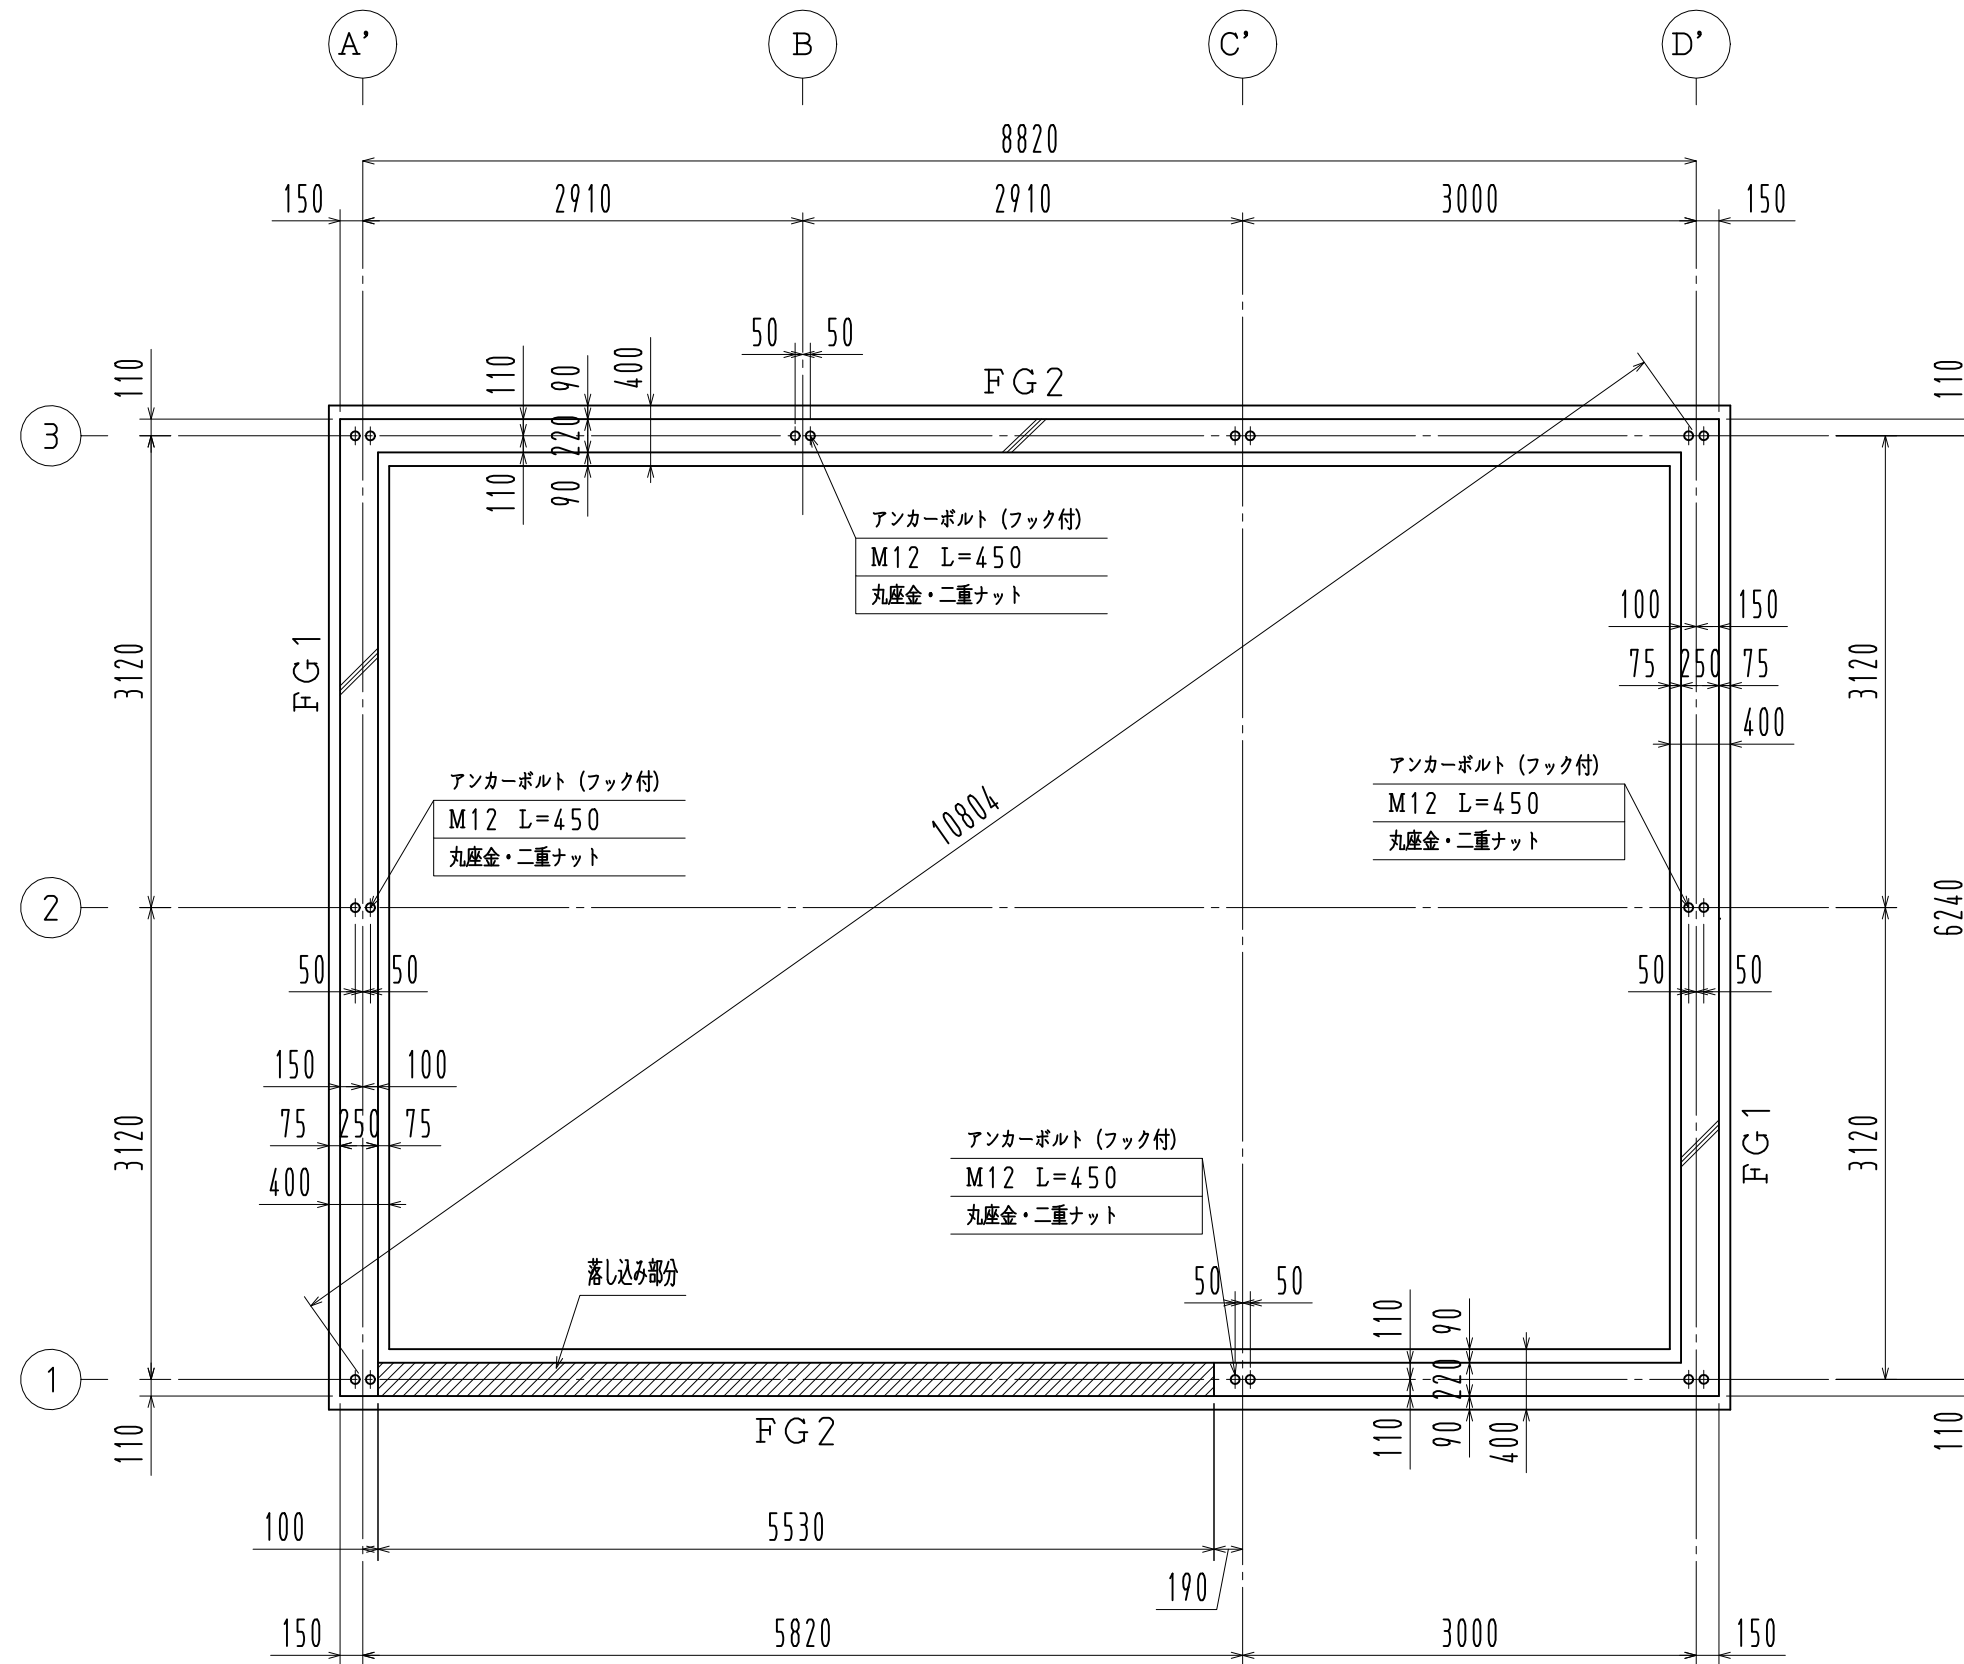 A' B C' D'
8820
150 2910 2910 3000 150
50 50
FG2
110 110 90 400 110
3
220
110 90
アンカーボルト (フック付)
M12 L=450
丸座金・二重ナット
100 150
75 250 75
400
FG1
3120 3120
アンカーボルト (フック付)
M12 L=450
丸座金・二重ナット
アンカーボルト (フック付)
M12 L=450
丸座金・二重ナット
10804
2
6240
50 50 50 50
150 100
75 250 75
400
3120 3120
FG1
アンカーボルト (フック付)
M12 L=450
丸座金・二重ナット
落し込み部分
50 50
110 90
1
220
110 110 90 400 110
FG2
100 5530
190
150 5820 3000 150